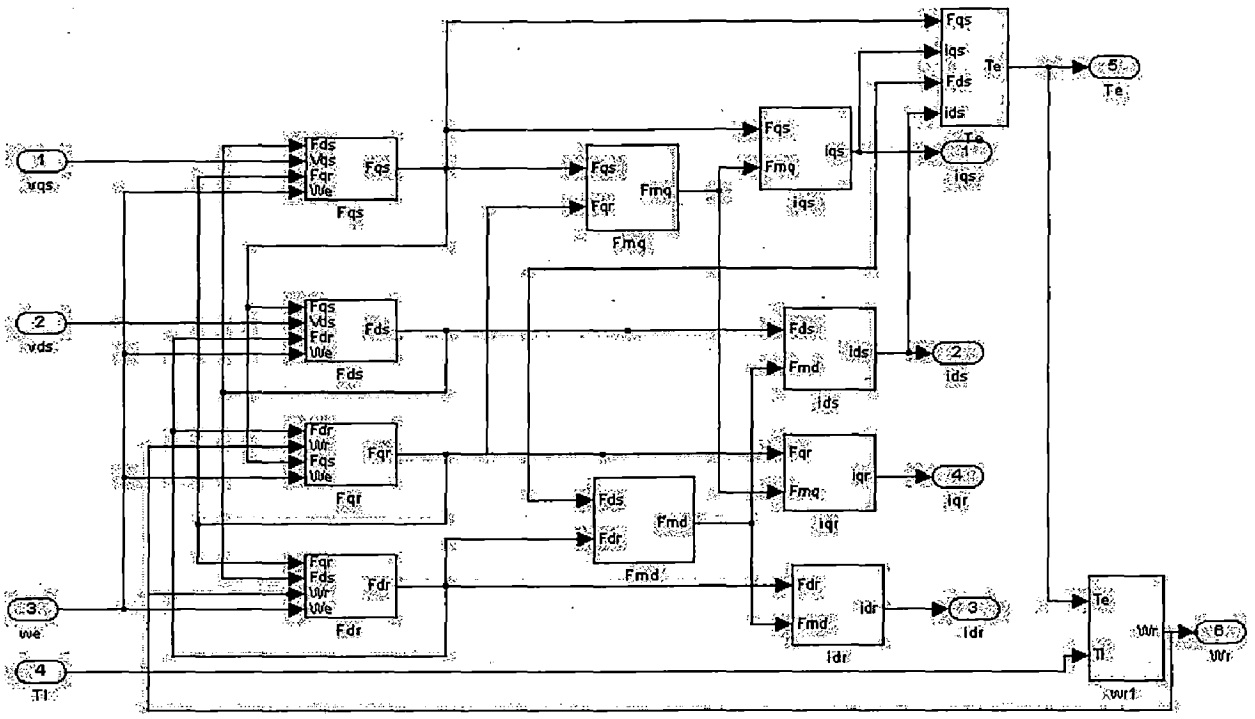 Fqs
iqs
Fds
ids
Te
Te
5
Te
1
vqs
Fds
Vqs
Fqr
We
Fqs
Fqs
Fqs
Fqr
Fmq
Fmq
Fqs
Fmq
iqs
iqs
1
iqs
2
vds
Fqs
Vds
Fdr
We
Fds
Fds
Fds
Fmd
ids
ids
2
ids
Fdr
Wr
Fqs
We
Fqr
Fqr
Fds
Fdr
Fmd
Fmd
Fqr
Fmq
iqr
iqr
4
iqr
3
we
Fqr
Fds
Wr
We
Fdr
Fdr
Fdr
Fmd
idr
idr
3
idr
4
Tl
Te
Tl
Wr
wr1
6
Wr